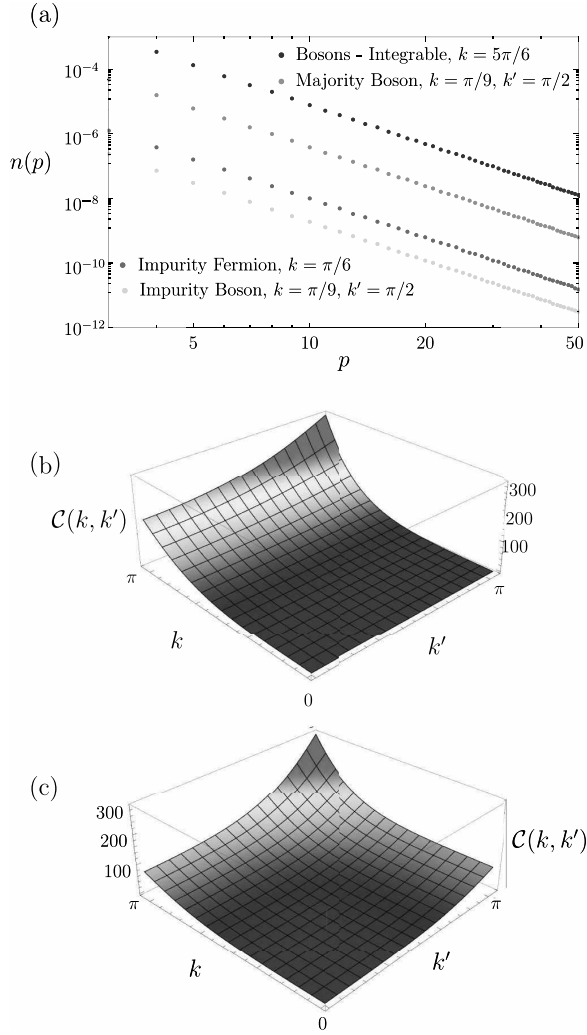 (a)
10^{-4}
10^{-6}
10^{-8}
10^{-10}
10^{-12}
n(p)
Bosons - Integrable, k = 5π/6
Majority Boson, k = π/9, k′ = π/2
Impurity Fermion, k = π/6
Impurity Boson, k = π/9, k′ = π/2
5 10 20 50
p
(b)
C(k, k′)
300
200
100
π
π
k
k′
0
(c)
300
200
100
C(k, k′)
π
π
k
k′
0